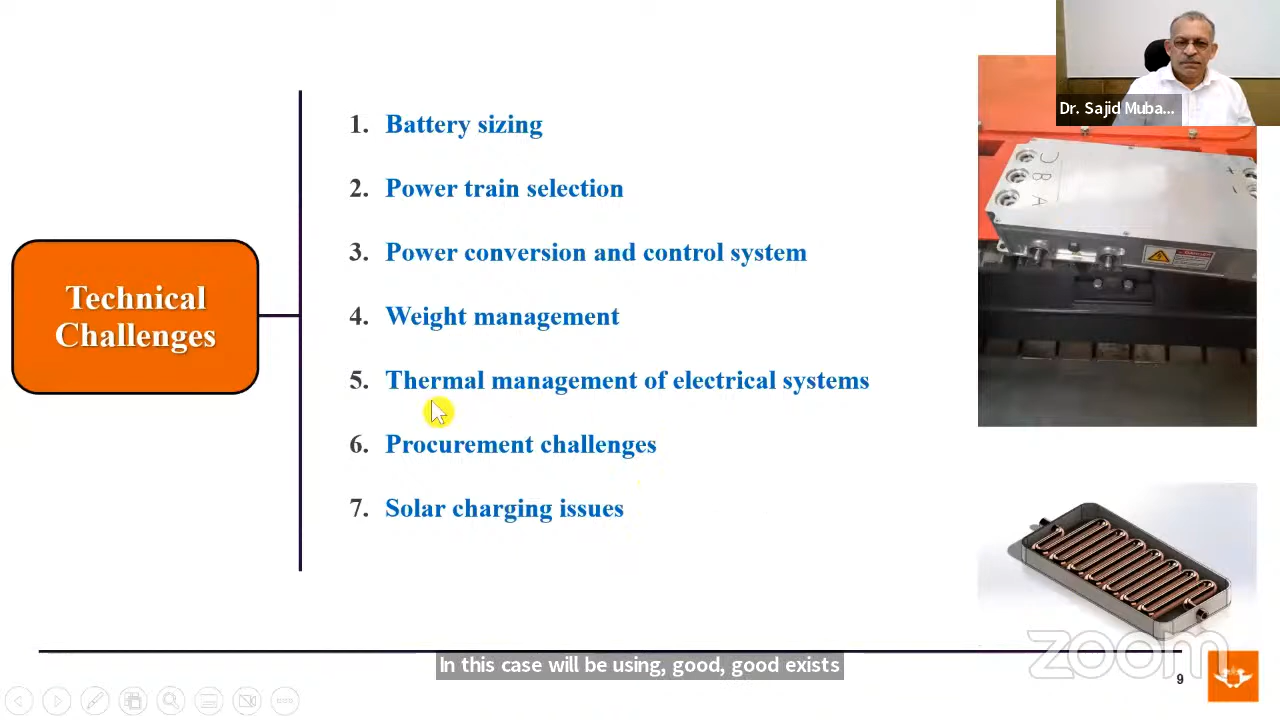 Dr. Sajid Muba...
1. Battery sizing
2. Power train selection
3. Power conversion and control system
4. Weight management
5. Thermal management of electrical systems
6. Procurement challenges
7. Solar charging issues
Technical
Challenges
D
B
A
+
-
zoom
In this case will be using, good, good exists
9